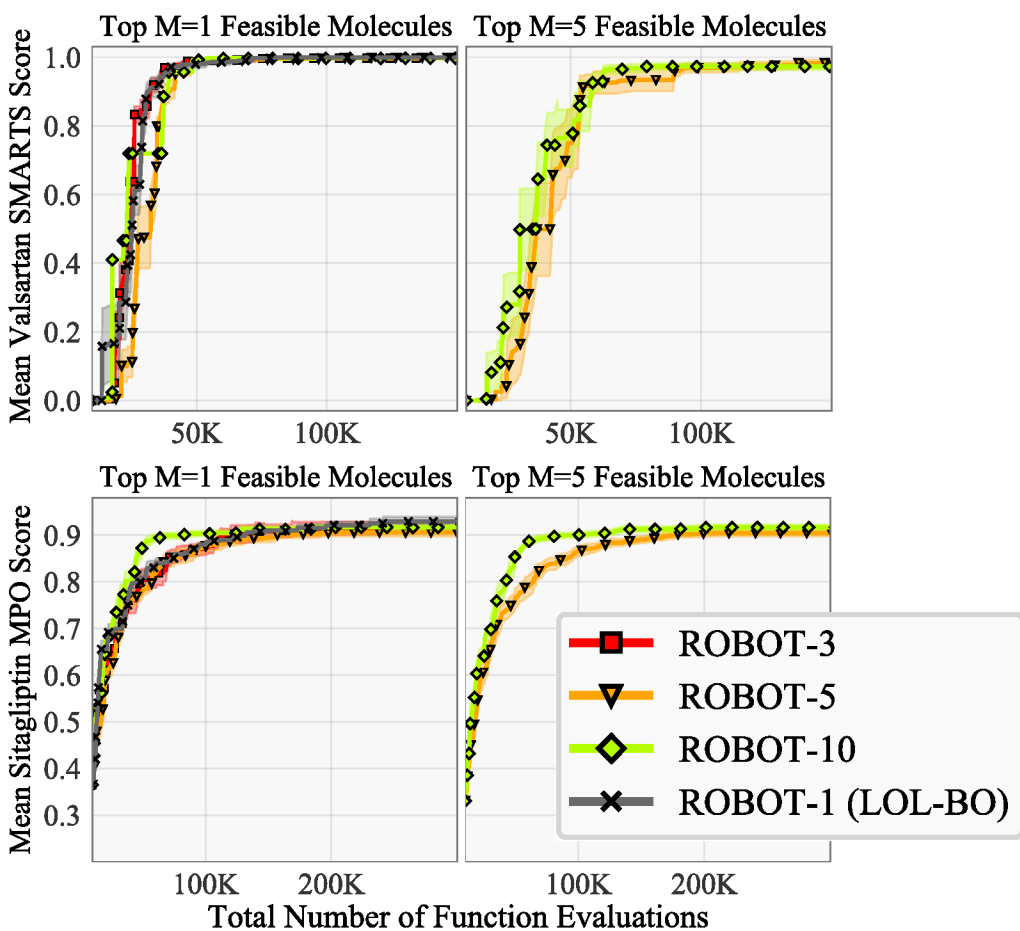 Top M=1 Feasible Molecules
Top M=5 Feasible Molecules
Mean Valsartan SMARTS Score
1.0
0.8
0.6
0.4
0.2
0.0
50K
100K
50K
100K
Top M=1 Feasible Molecules
Top M=5 Feasible Molecules
Mean Sitagliptin MPO Score
0.9
0.8
0.7
0.6
0.5
0.4
0.3
ROBOT-3
ROBOT-5
ROBOT-10
ROBOT-1 (LOL-BO)
100K
200K
100K
200K
Total Number of Function Evaluations